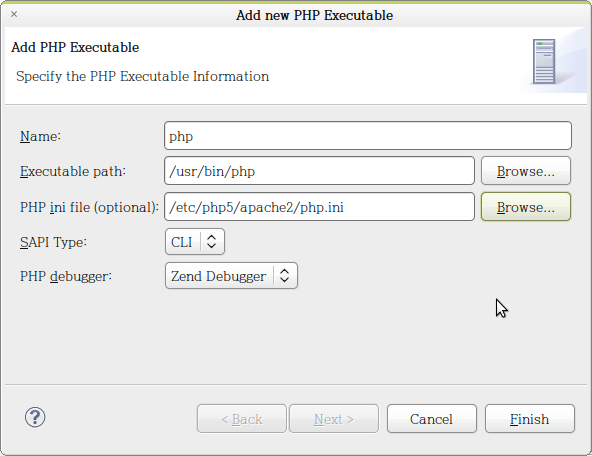 Add new PHP Executable
Add PHP Executable
Specify the PHP Executable Information
Name: php
Executable path: /usr/bin/php Browse...
PHP ini file (optional): /etc/php5/apache2/php.ini Browse...
SAPI Type: CLI
PHP debugger: Zend Debugger
? < Back Next > Cancel Finish